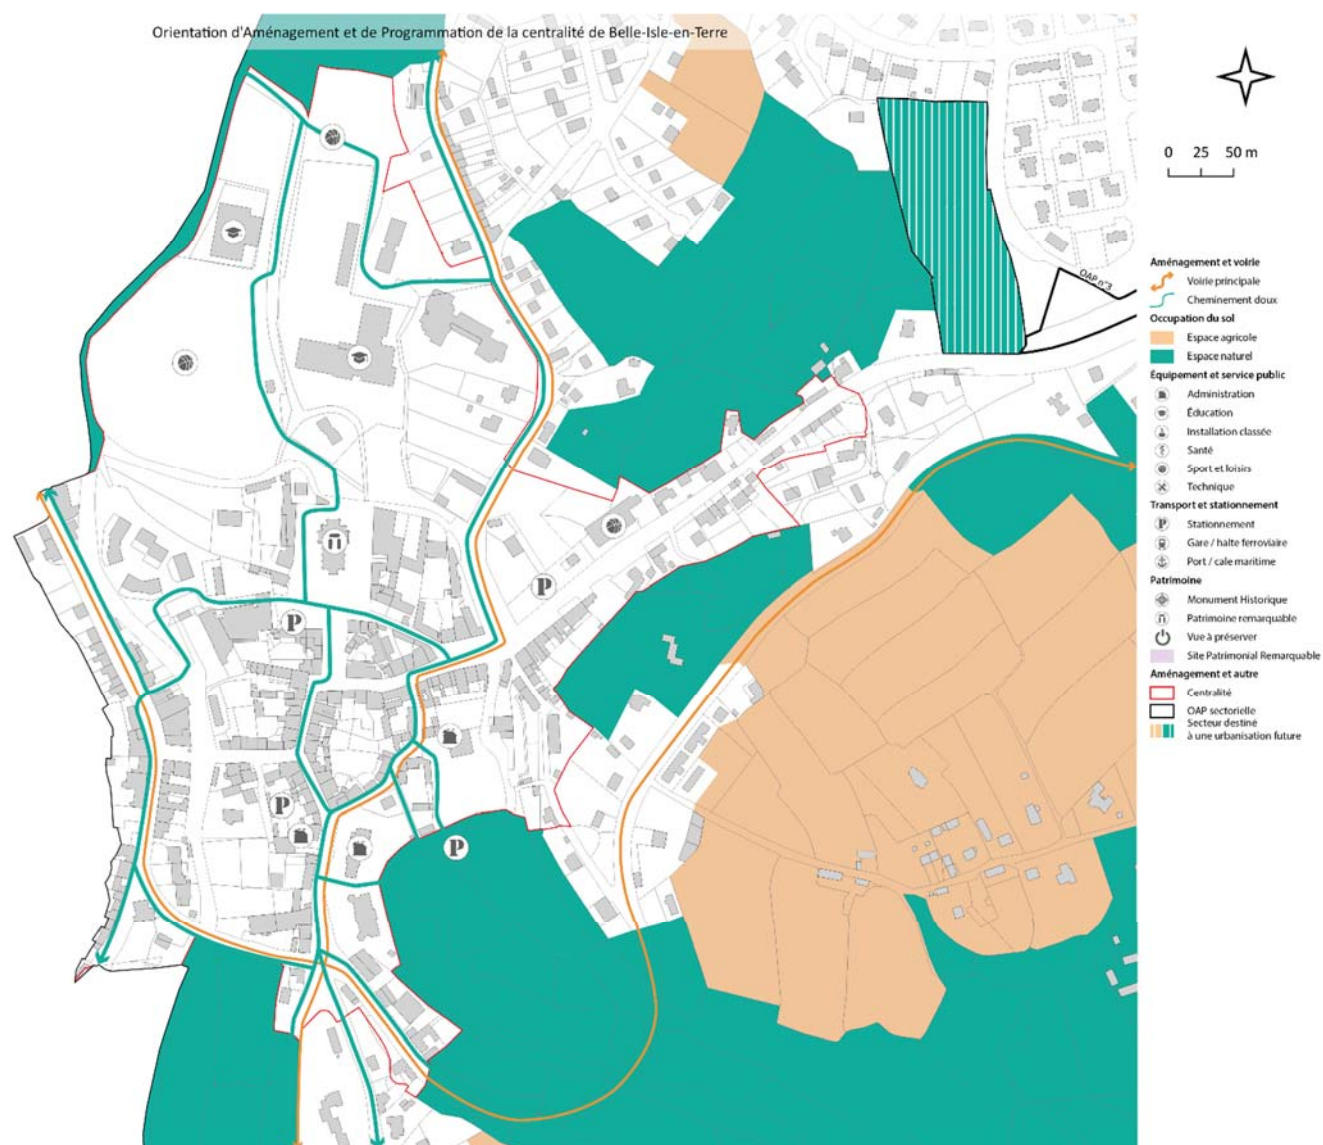 Orientation d'Aménagement et de Programmation de la centralité de Belle-Isle-en-Terre
0 25 50 m
OAP n°3
Aménagement et voirie
Voirie principale
Cheminement doux
Occupation du sol
Espace agricole
Espace naturel
Équipement et service public
Administration
Éducation
Installation classée
Santé
Sport et loisirs
Technique
Transport et stationnement
P Stationnement
Gare / halte ferroviaire
Port / cale maritime
Patrimoine
Monument Historique
Patrimoine remarquable
Vue à préserver
Site Patrimonial Remarquable
Aménagement et autre
Centralité
OAP sectorielle
Secteur destiné
à une urbanisation future
P
P
P
P